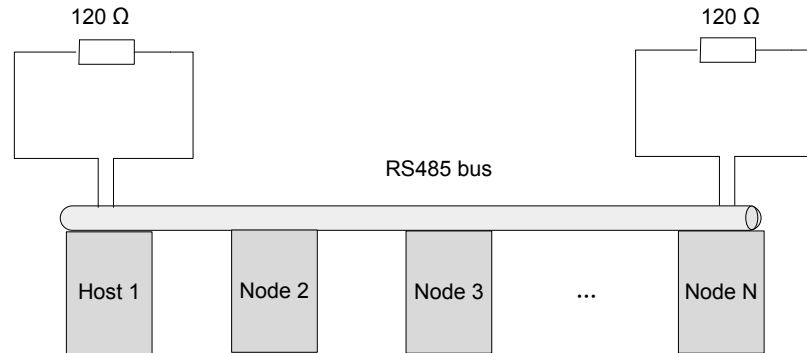 120 Ω
120 Ω
RS485 bus
Host 1
Node 2
Node 3
...
Node N